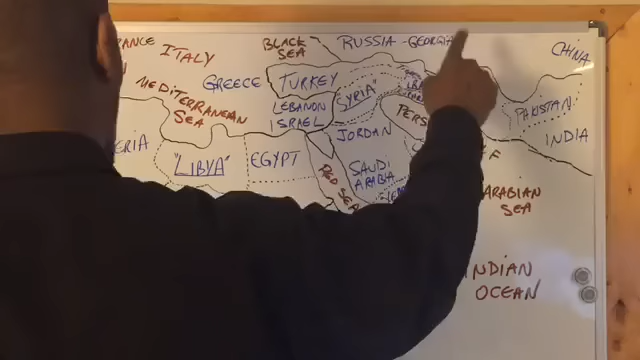 BLACK SEA
RUSSIA - GEORGIA
ITALY
CHINA
GREECE
TURKEY
"SYRIA"
MEDITERRANEAN SEA
LEBANON
ISRAEL
PAKISTAN
JORDAN
INDIA
"LIBYA"
EGYPT
RED SEA
SAUDI ARABIA
ARABIAN SEA
INDIAN OCEAN